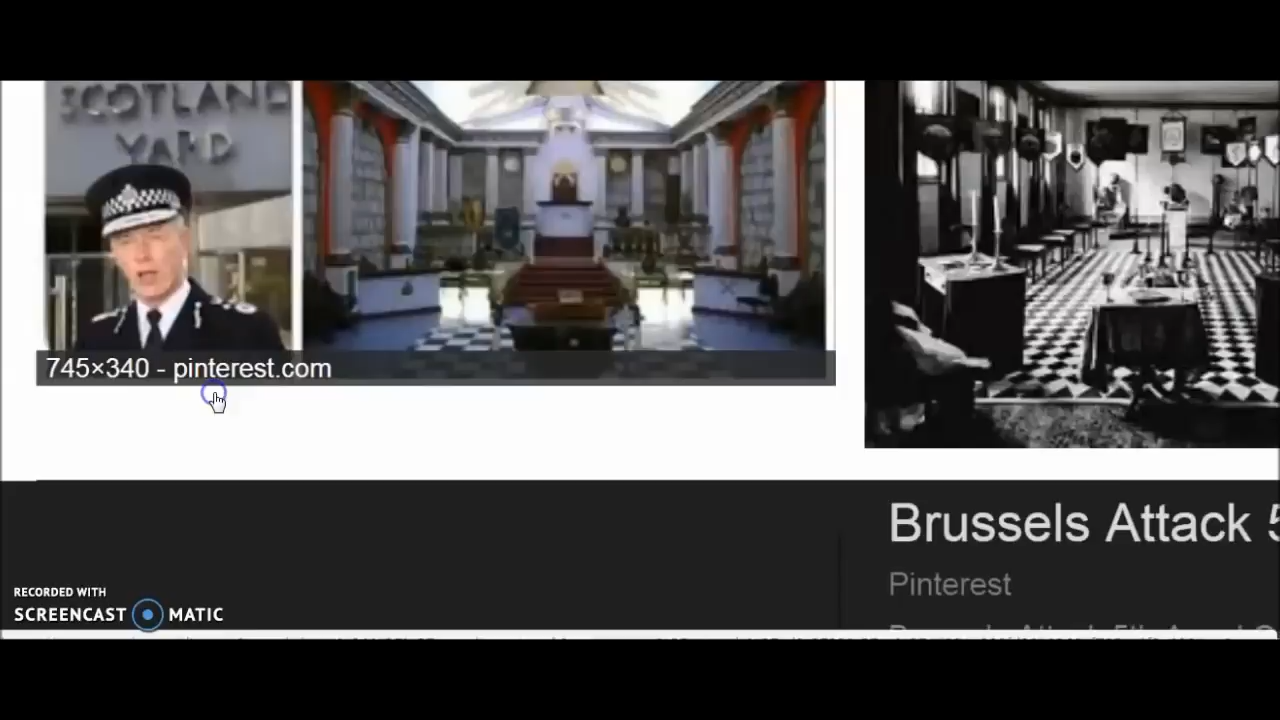 SCOTLAND
YARD
745×340 - pinterest.com
Brussels Attack 5
Pinterest
RECORDED WITH
SCREENCAST MATIC